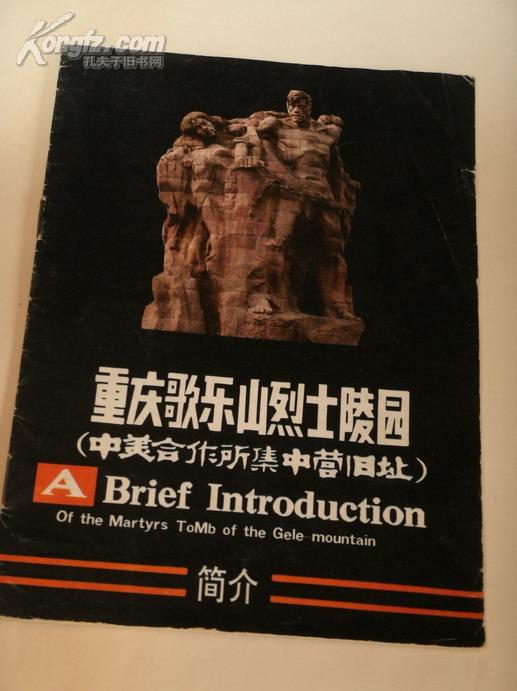 Kongfz.com
孔夫子旧书网
重庆歌乐山烈士陵园
(中美合作所集中营旧址)
A Brief Introduction
Of the Martyrs ToMb of the Gele mountain
简介